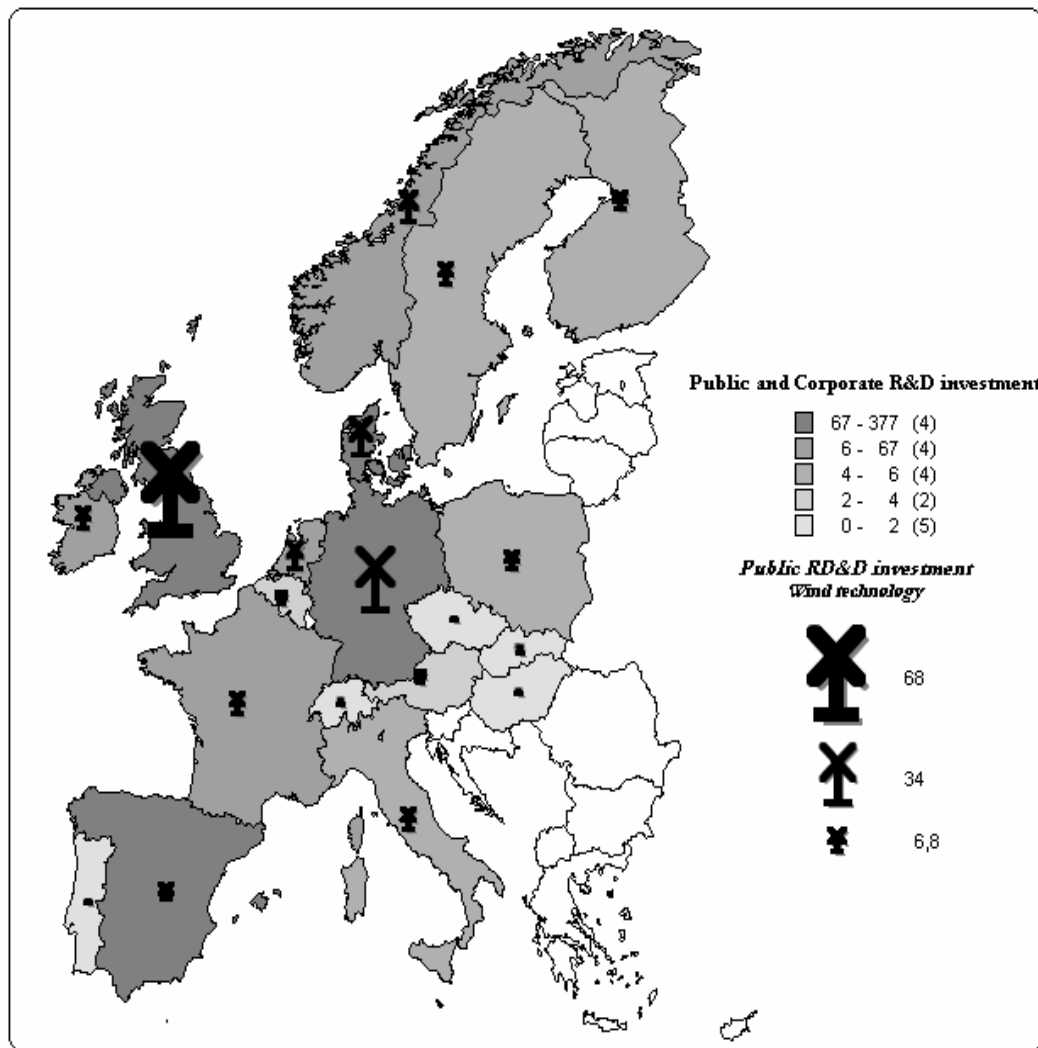 Public and Corporate R&D investment
67 - 377 (4)
6 - 67 (4)
4 - 6 (4)
2 - 4 (2)
0 - 2 (5)
Public RD&D investment
Wind technology
68
34
6,8